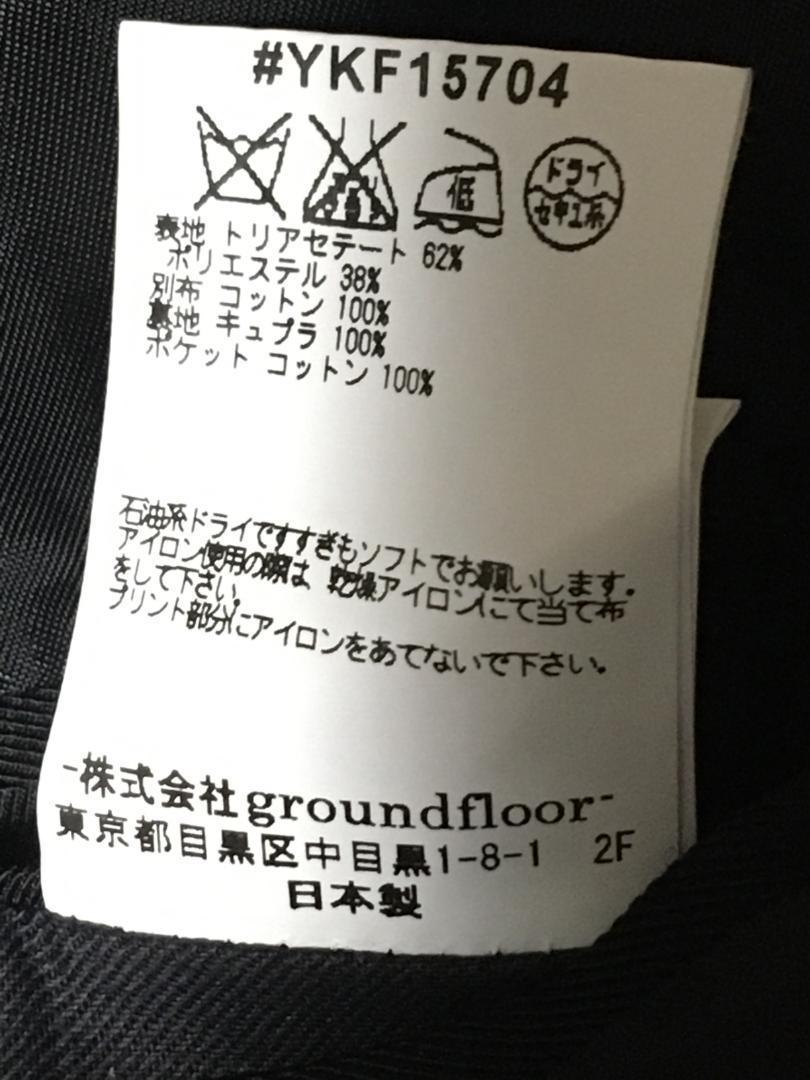 #YKF15704
低
ドライ
セキユ系
表地 トリアセテート 62%
ポリエステル 38%
別布 コットン 100%
裏地 キュプラ 100%
ポケット コットン 100%
石油系ドライですすぎもソフトでお願いします。
アイロン使用の際は 乾燥アイロンにて当て布
をして下さい。
プリント部分にアイロンをあてないで下さい。
-株式会社groundfloor-
東京都目黒区中目黒1-8-1 2F
日本製